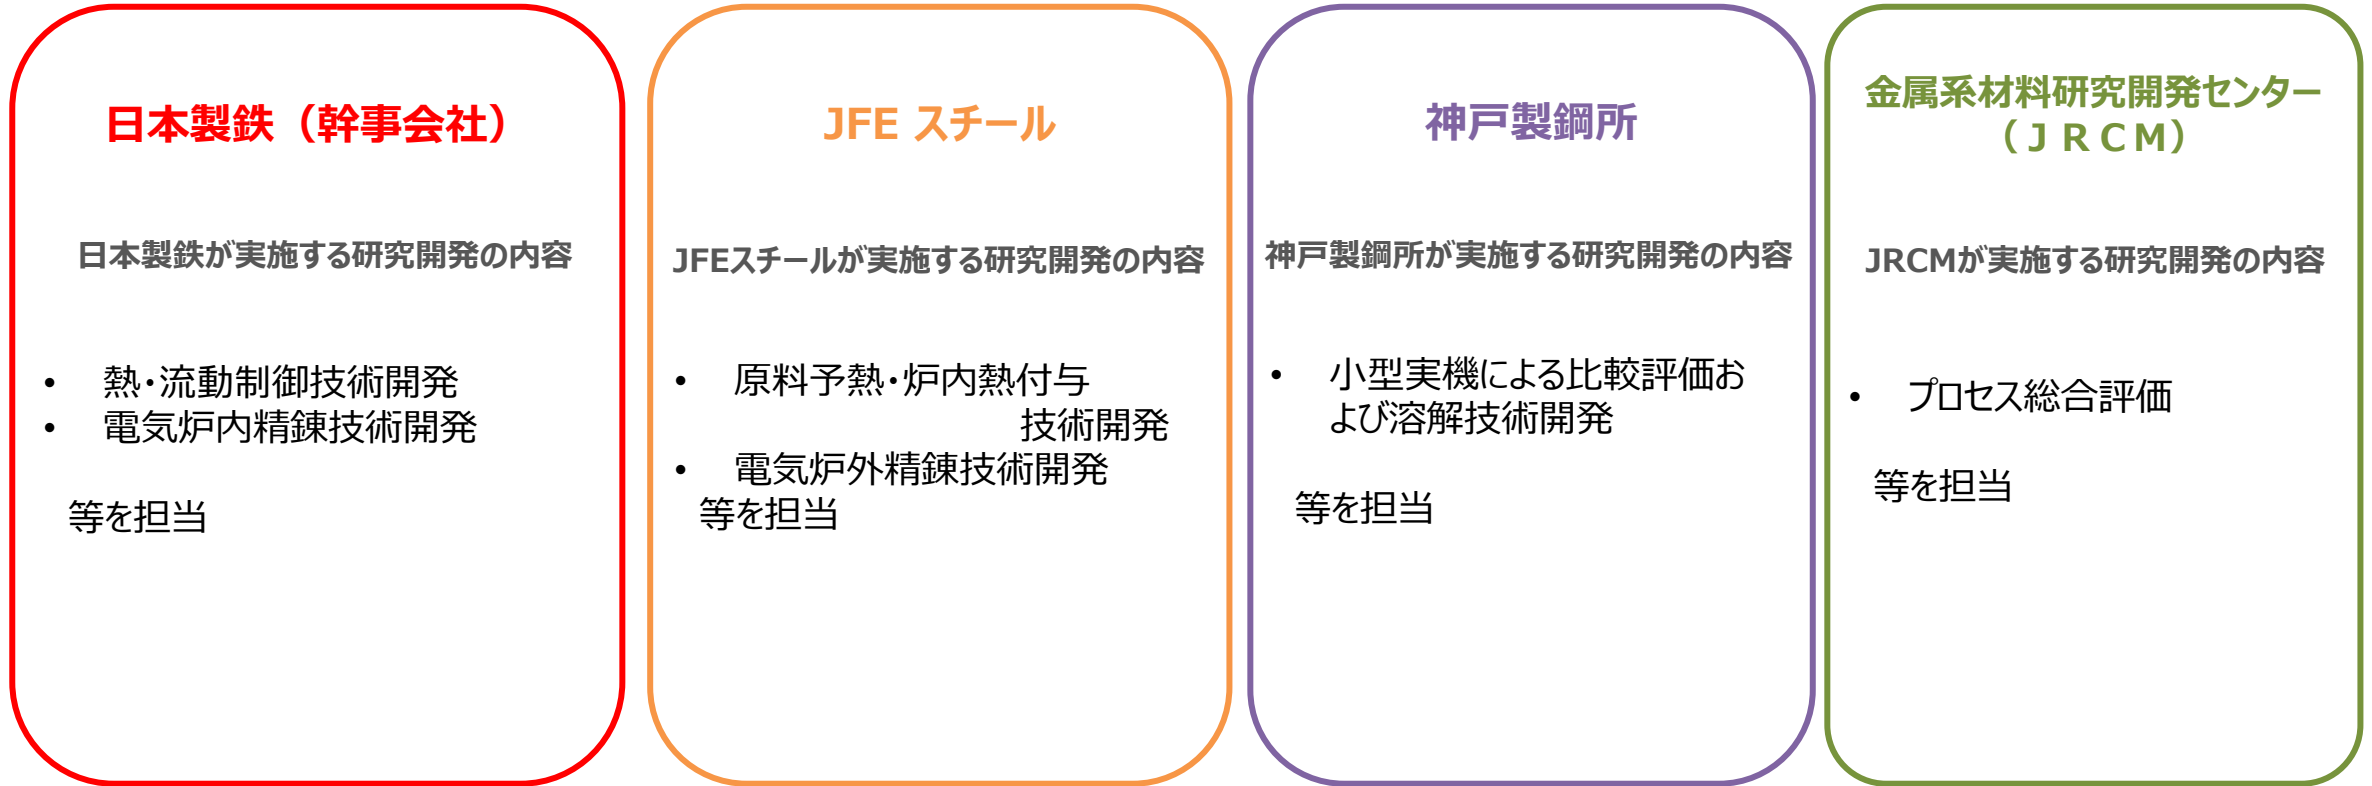 日本製鉄（幹事会社）
日本製鉄が実施する研究開発の内容
• 熱・流動制御技術開発
• 電気炉内精錬技術開発
等を担当
JFE スチール
JFEスチールが実施する研究開発の内容
• 原料予熱・炉内熱付与
技術開発
• 電気炉外精錬技術開発
等を担当
神戸製鋼所
神戸製鋼所が実施する研究開発の内容
• 小型実機による比較評価お
よび溶解技術開発
等を担当
金属系材料研究開発センター
（ＪＲＣＭ）
JRCMが実施する研究開発の内容
• プロセス総合評価
等を担当